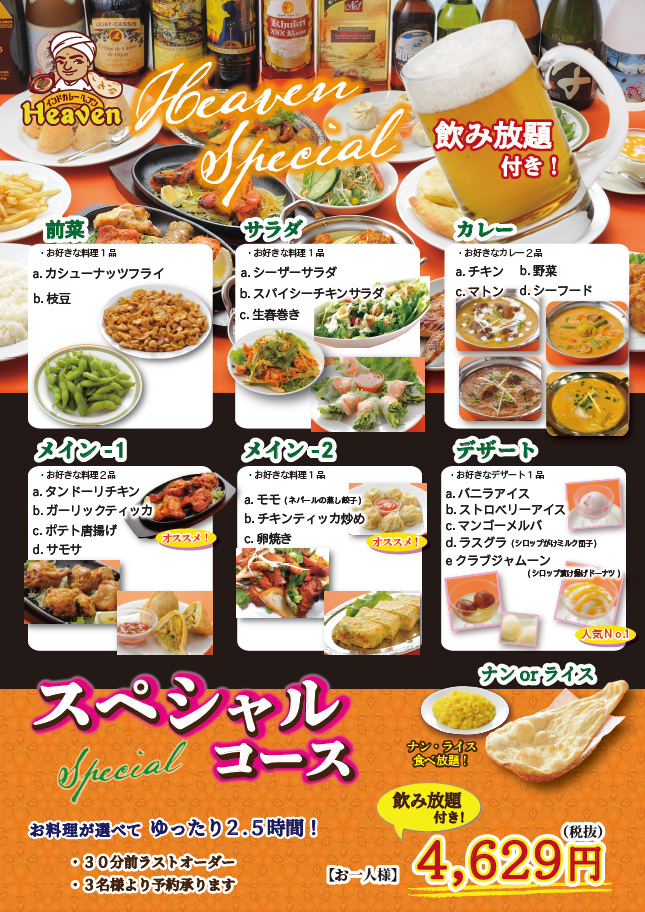 LEJAY-CASSIS
Khukri
XXX Rum
No1
インドカレー ヘブン
Heaven
Heaven
Special
飲み放題
付き！
前菜
・お好きな料理1品
a. カシューナッツフライ
b. 枝豆
サラダ
・お好きな料理1品
a. シーザーサラダ
b. スパイシーチキンサラダ
c. 生春巻き
カレー
・お好きなカレー2品
a. チキン b. 野菜
c. マトン d. シーフード
メイン-1
・お好きな料理2品
a. タンドーリチキン
b. ガーリックティッカ
c. ポテト唐揚げ
d. サモサ
オススメ！
メイン-2
・お好きな料理1品
a. モモ (ネパールの蒸し餃子)
b. チキンティッカ炒め
c. 卵焼き
オススメ！
デザート
・お好きなデザート1品
a. バニラアイス
b. ストロベリーアイス
c. マンゴーメルバ
d. ラスグラ (シロップがけミルク団子)
e クラブジャムーン
(シロップ漬け揚げドーナツ)
人気No.1
スペシャル
Special コース
ナン or ライス
ナン・ライス
食べ放題！
お料理が選べて ゆったり2.5時間！
・30分前ラストオーダー
・3名様より予約承ります
飲み放題
付き!
【お一人様】 4,629円 (税抜)